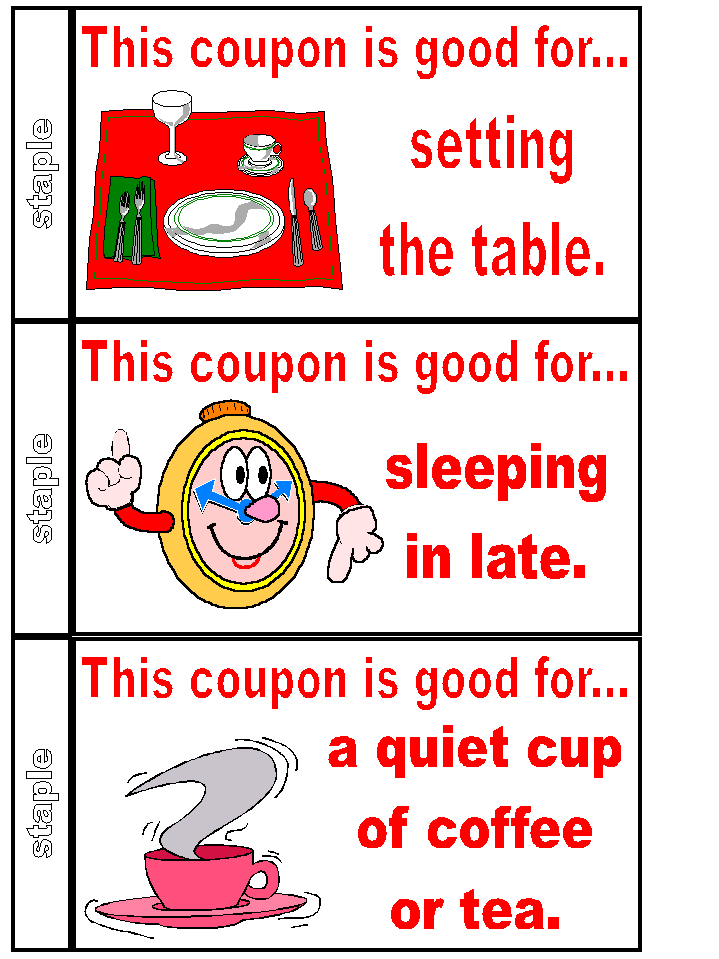 staple
This coupon is good for...
setting
the table.
staple
This coupon is good for...
sleeping
in late.
staple
This coupon is good for...
a quiet cup
of coffee
or tea.